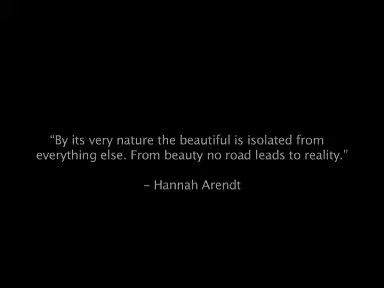 “By its very nature the beautiful is isolated from
everything else. From beauty no road leads to reality.”
– Hannah Arendt